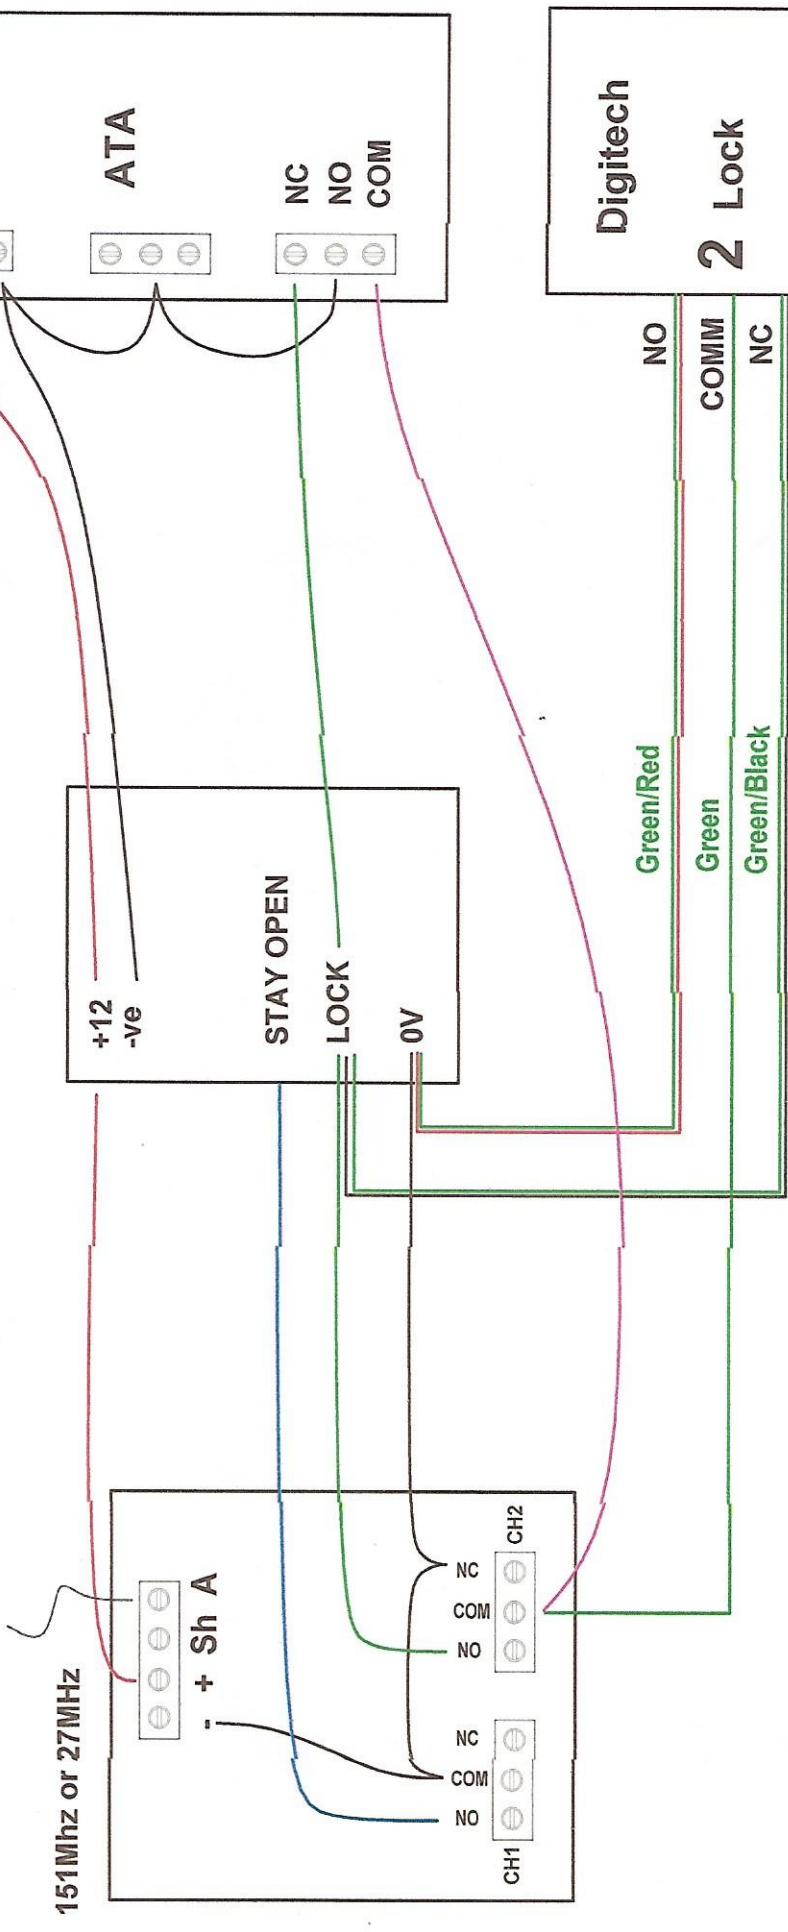 ATA
NC
NO
COM
Digitech
2 Lock
NO
COMM
NC
Green/Red
Green
Green/Black
+12
-ve
STAY OPEN
LOCK
0V
151Mhz or 27MHz
- + Sh A
CH2
NC
COM
NO
NC
COM
NO
CH1